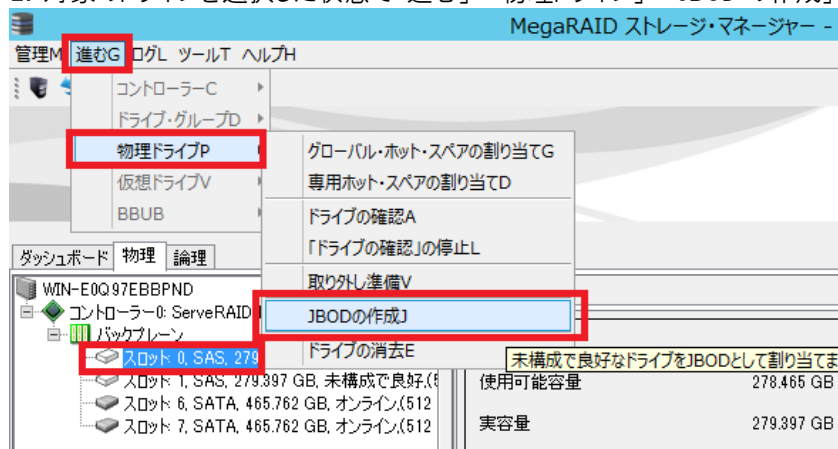 MegaRAID ストレージ・マネージャー -
管理M 進むG ログL ツールT ヘルプH
コントローラーC
ドライブ・グループD
物理ドライブP
仮想ドライブV
BBUB
グローバル・ホット・スペアの割り当てG
専用ホット・スペアの割り当てD
ドライブの確認A
「ドライブの確認」の停止L
取り外し準備V
JBODの作成J
ドライブの消去E
未構成で良好なドライブをJBODとして割り当てま
ダッシュボード 物理 論理
WIN-E0Q97EBBPND
コントローラー0: ServeRAID
バックプレーン
スロット 0, SAS, 279
スロット 1, SAS, 279.397 GB, 未構成で良好,(5
スロット 6, SATA, 465.762 GB, オンライン,(512
スロット 7, SATA, 465.762 GB, オンライン,(512
使用可能容量 278.465 GB
実容量 279.397 GB